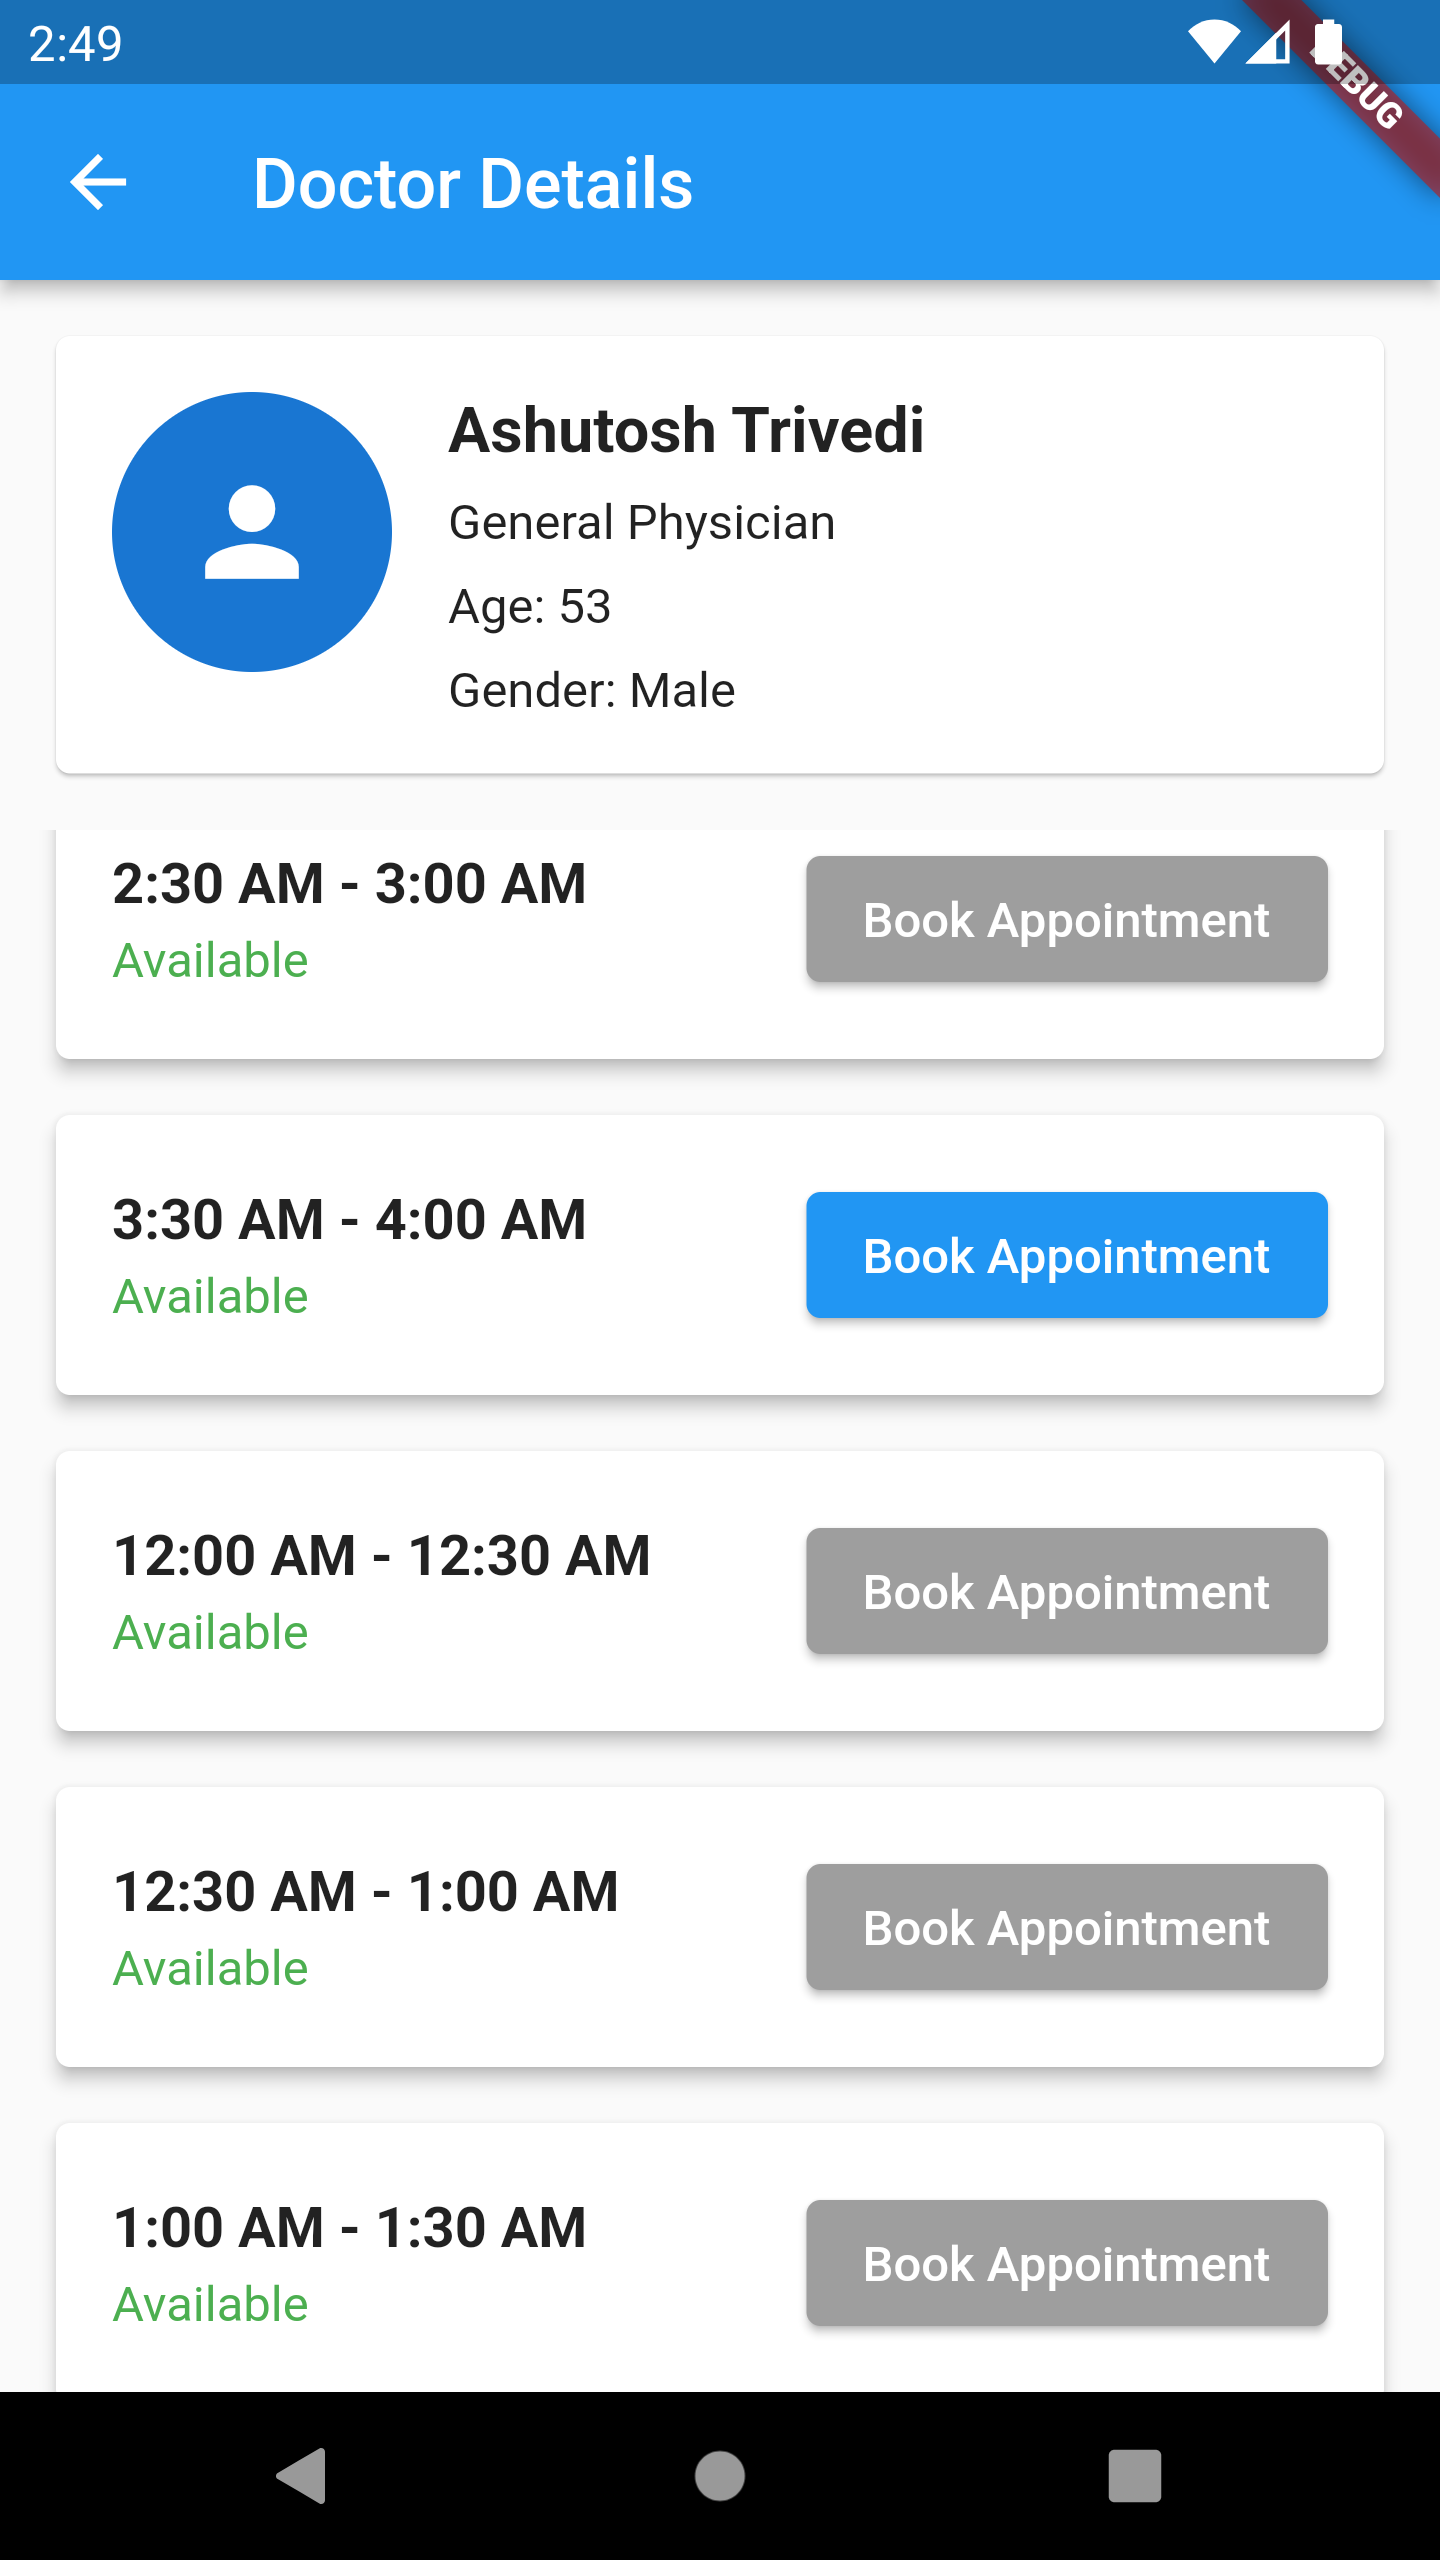 2:49
DEBUG
Doctor Details
Ashutosh Trivedi
General Physician
Age: 53
Gender: Male
2:30 AM - 3:00 AM
Book Appointment
Available
3:30 AM - 4:00 AM
Book Appointment
Available
12:00 AM - 12:30 AM
Book Appointment
Available
12:30 AM - 1:00 AM
Book Appointment
Available
1:00 AM - 1:30 AM
Book Appointment
Available